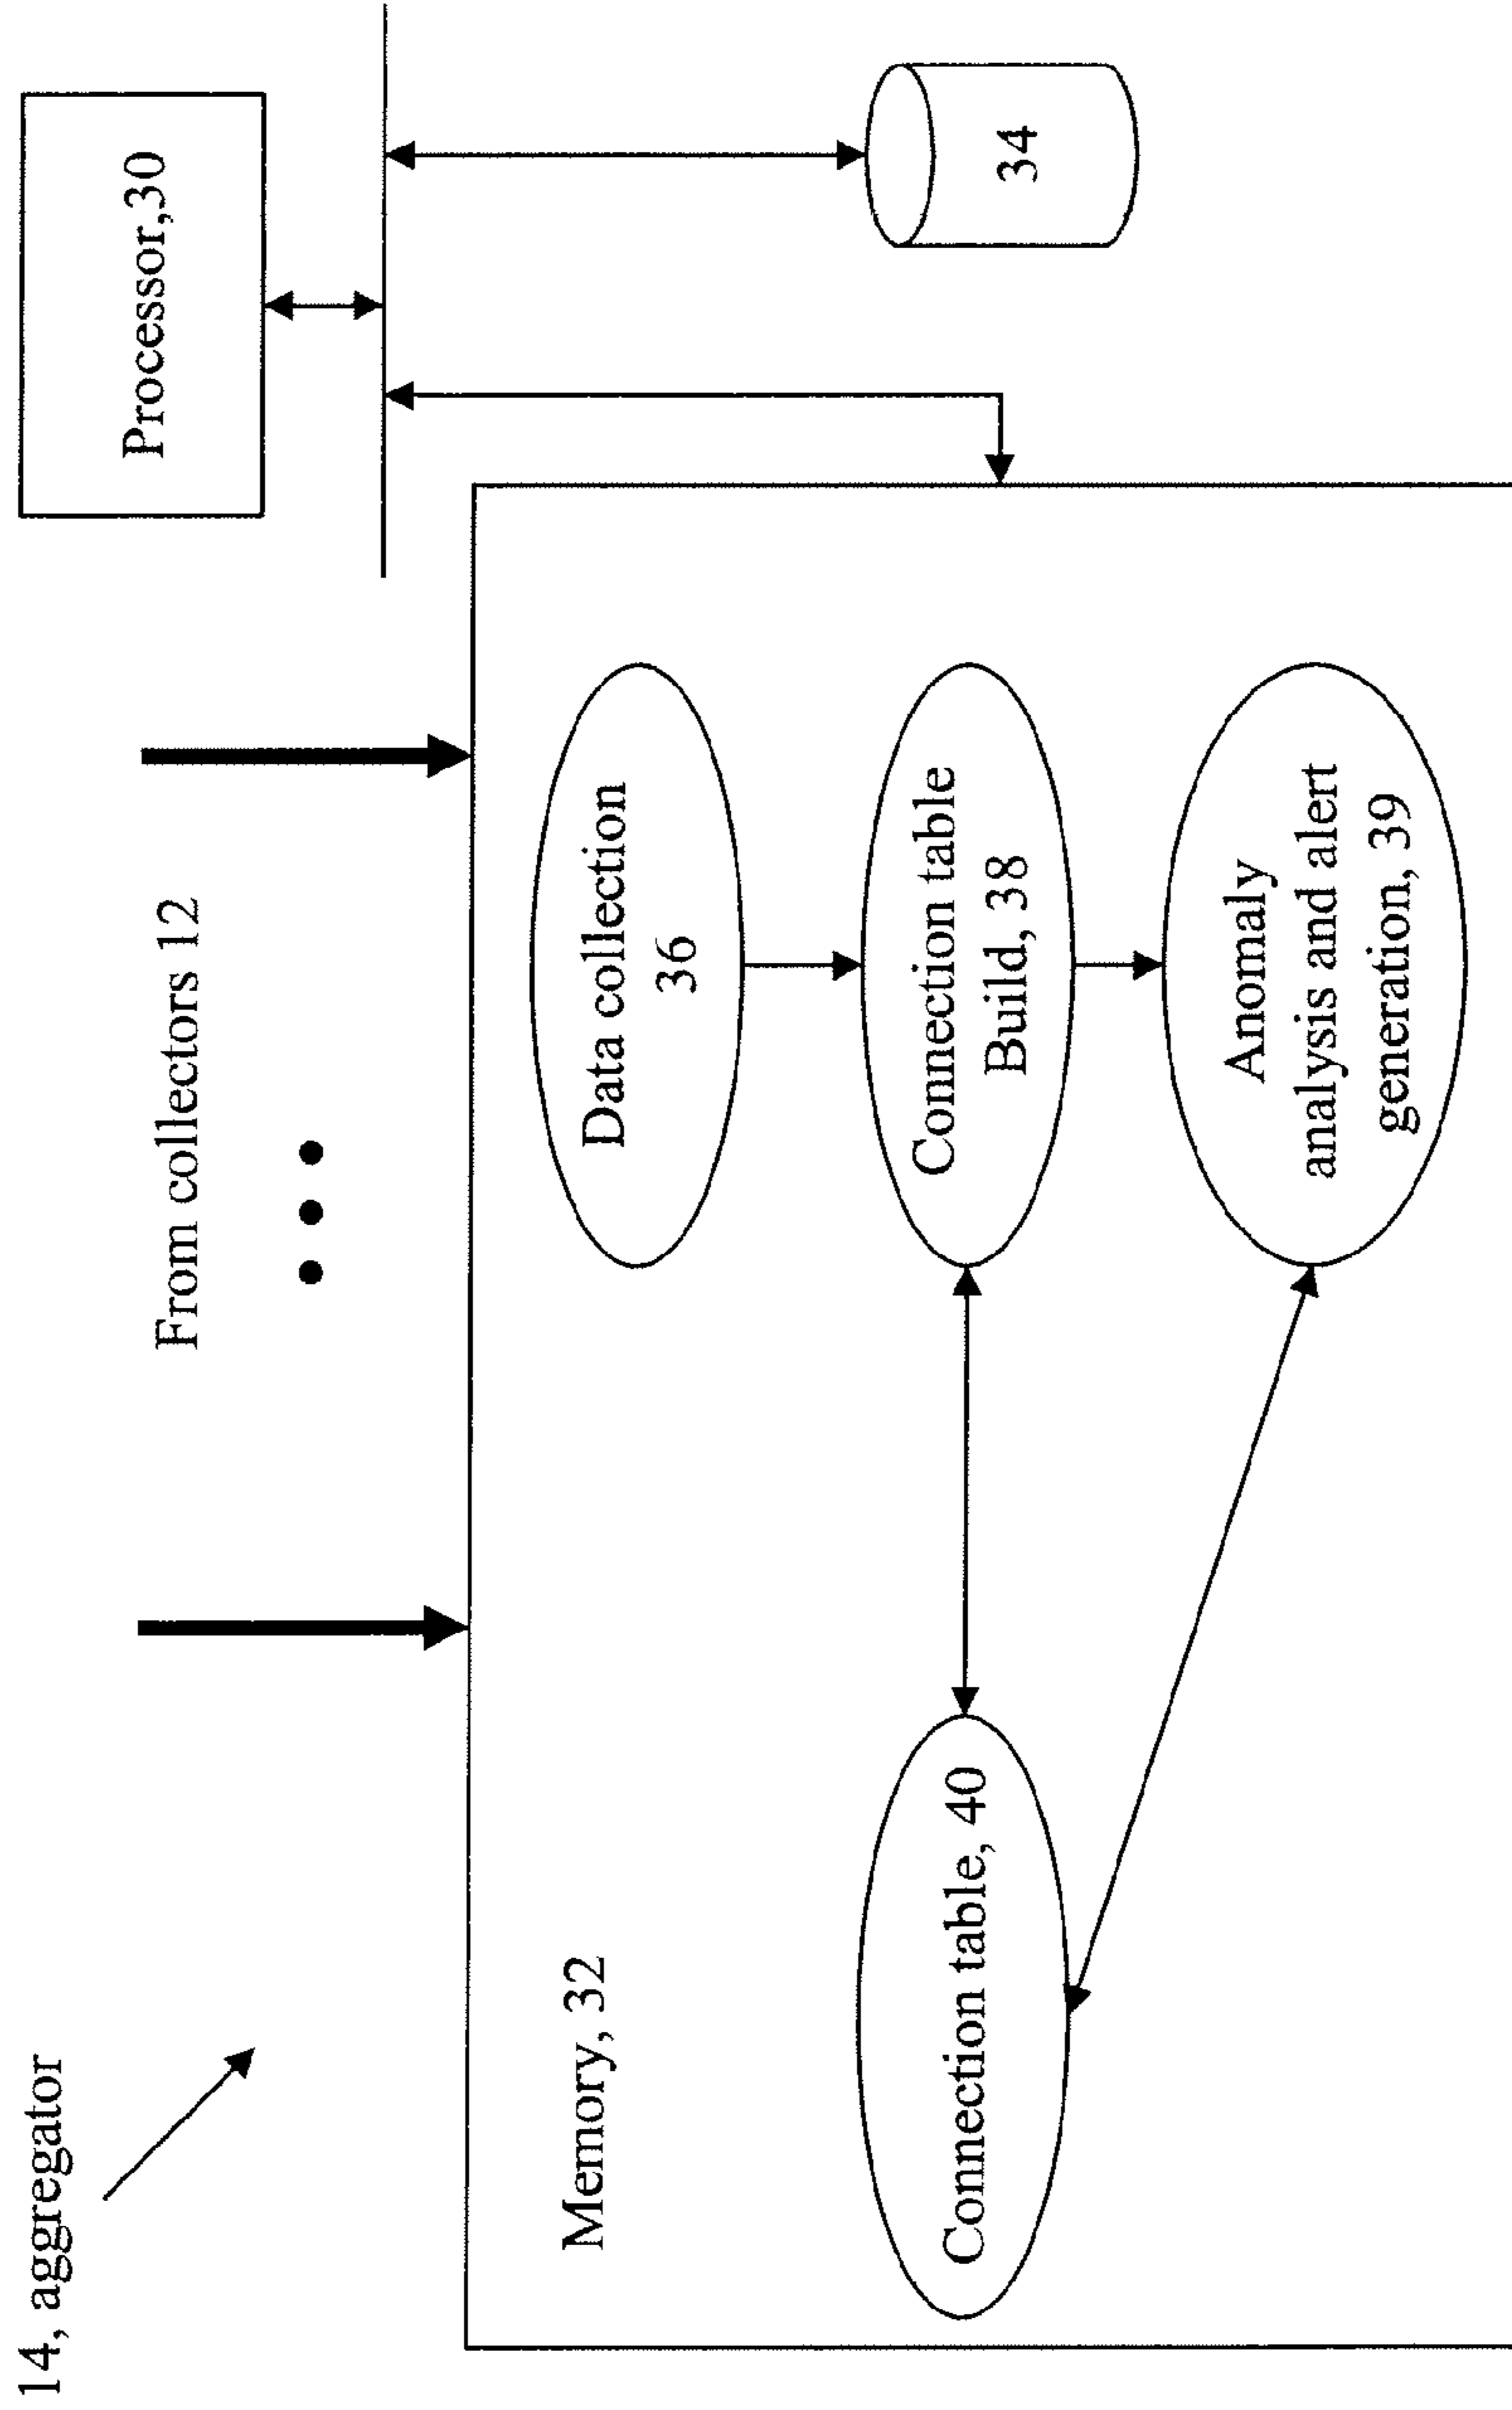 14, aggregator
From collectors 12
Processor,30
Memory, 32
Data collection
36
34
Connection table, 40
Connection table
Build, 38
Anomaly
analysis and alert
generation, 39